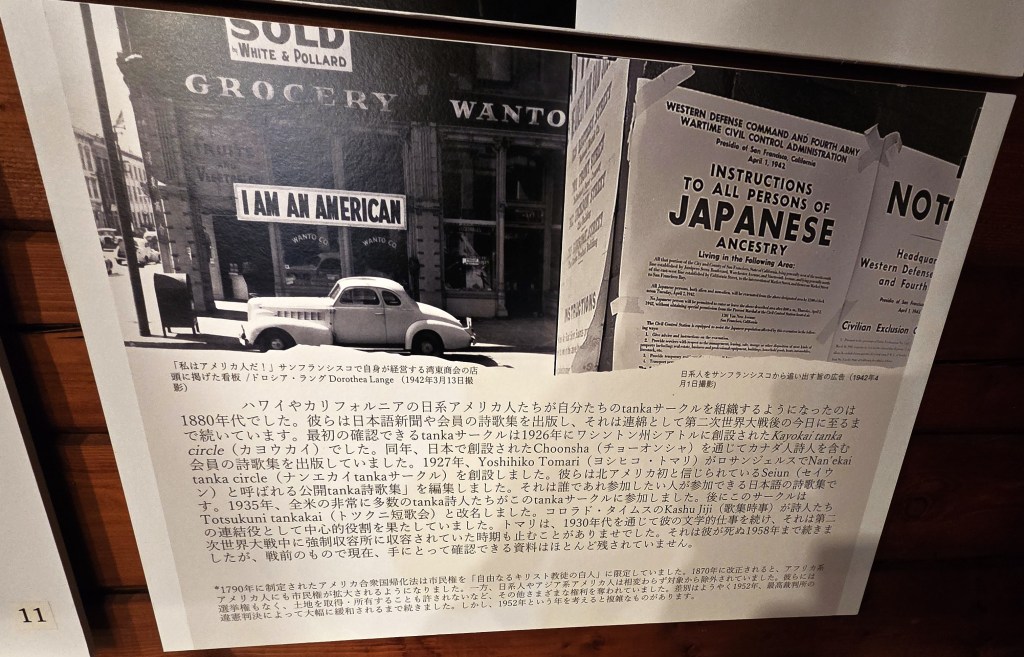 SOLD
by WHITE & POLLARD
GROCERY
WANTO
FRUITS
I AM AN AMERICAN
WANTO CO
WANTO CO
WESTERN DEFENSE COMMAND AND FOURTH ARMY
WARTIME CIVIL CONTROL ADMINISTRATION
Presidio of San Francisco, California
April 1, 1942
INSTRUCTIONS
TO ALL PERSONS OF
JAPANESE
ANCESTRY
Living in the Following Area:
NOT
Headquar
Western Defense
and Fourth
Presidio of San Francisco
Civilian Exclusion
INSTRUCTIONS
「私はアメリカ人だ！」サンフランシスコで自身が経営する湾東商会の店
頭に掲げた看板 /ドロシア・ラング Dorothea Lange （1942年3月13日撮
影）
日系人をサンフランシスコから追い出す旨の広告（1942年4
月1日撮影）
ハワイやカリフォルニアの日系アメリカ人たちが自分たちのtankaサークルを組織するようになったのは
1880年代でした。彼らは日本語新聞や会員の詩歌集を出版し、それは連綿として第二次世界大戦後の今日に至るま
で続いています。最初の確認できるtankaサークルは1926年にワシントン州シアトルに創設されたKayokai tanka
circle（カヨウカイ）でした。同年、日本で創設されたChoonsha（チョーオンシャ）を通じてカナダ人詩人を含む
会員の詩歌集を出版していました。1927年、Yoshihiko Tomari（ヨシヒコ・トマリ）がロサンジェルスでNan'ekai
tanka circle（ナンエカイtankaサークル）を創設しました。彼らは北アメリカ初と信じられているSeiun（セイウ
ン）と呼ばれる公開tanka詩歌集」を編集しました。それは誰であれ参加したい人が参加できる日本語の詩歌集で
す。1935年、全米の非常に多数のtanka詩人たちがこのtankaサークルに参加しました。後にこのサークルは
Totsukuni tankakai（トツクニ短歌会）と改名しました。コロラド・タイムスのKashu Jiji（歌集時事）が詩人たち
の連結役として中心的役割を果たしていました。トマリは、1930年代を通じて彼の文学的仕事を続け、それは第二
次世界大戦中に強制収容所に収容されていた時期も止むことがありませでした。それは彼が死ぬ1958年まで続きま
したが、戦前のもので現在、手にとって確認できる資料はほとんど残されていません。
*1790年に制定されたアメリカ合衆国帰化法は市民権を「自由なるキリスト教徒の白人」に限定していました。1870年に改正されると、アフリカ系
アメリカ人にも市民権が拡大されるようになりました。一方、日系人やアジア系アメリカ人は相変わらず対象から除外されていました。彼らには
選挙権もなく、土地を取得・所有することも許されないなど、その他さまざまな権利を奪われていました。差別はようやく1952年、最高裁判所の
違憲判決によって大幅に緩和されるまで続きました。しかし、1952年という年を考えると複雑なものがあります。
11